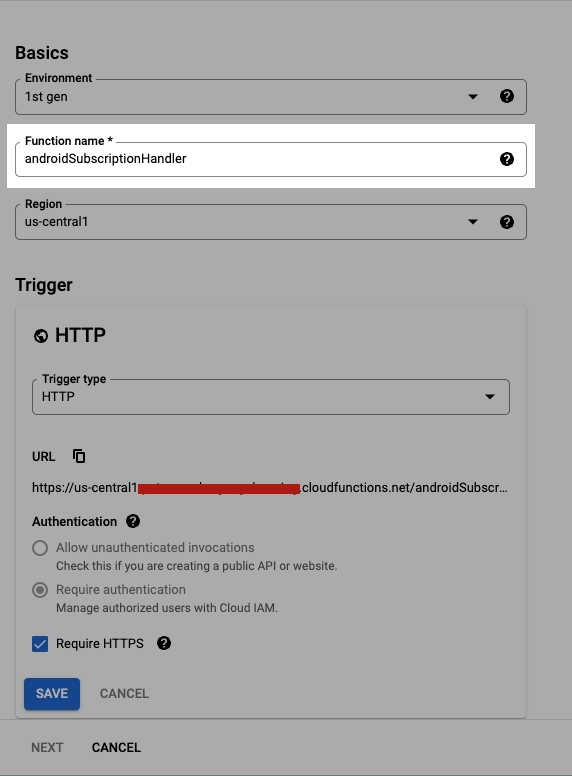 Basics
Environment
1st gen
Function name *
androidSubscriptionHandler
Region
us-central1
Trigger
HTTP
Trigger type
HTTP
URL
https://us-central1 .cloudfunctions.net/androidSubscr...
Authentication
Allow unauthenticated invocations
Check this if you are creating a public API or website.
Require authentication
Manage authorized users with Cloud IAM.
Require HTTPS
SAVE CANCEL
NEXT CANCEL